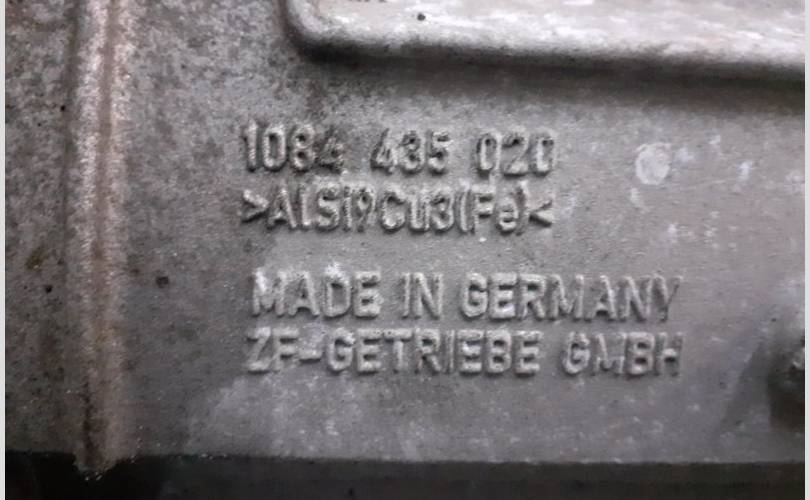 1084 435 020
>AlSi9Cu3(Fe)<
MADE IN GERMANY
ZF-GETRIEBE GMBH